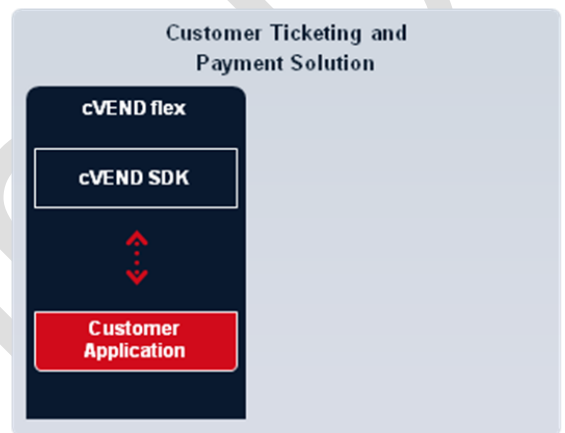 Customer Ticketing and
Payment Solution
cVEND flex
cVEND SDK
Customer
Application